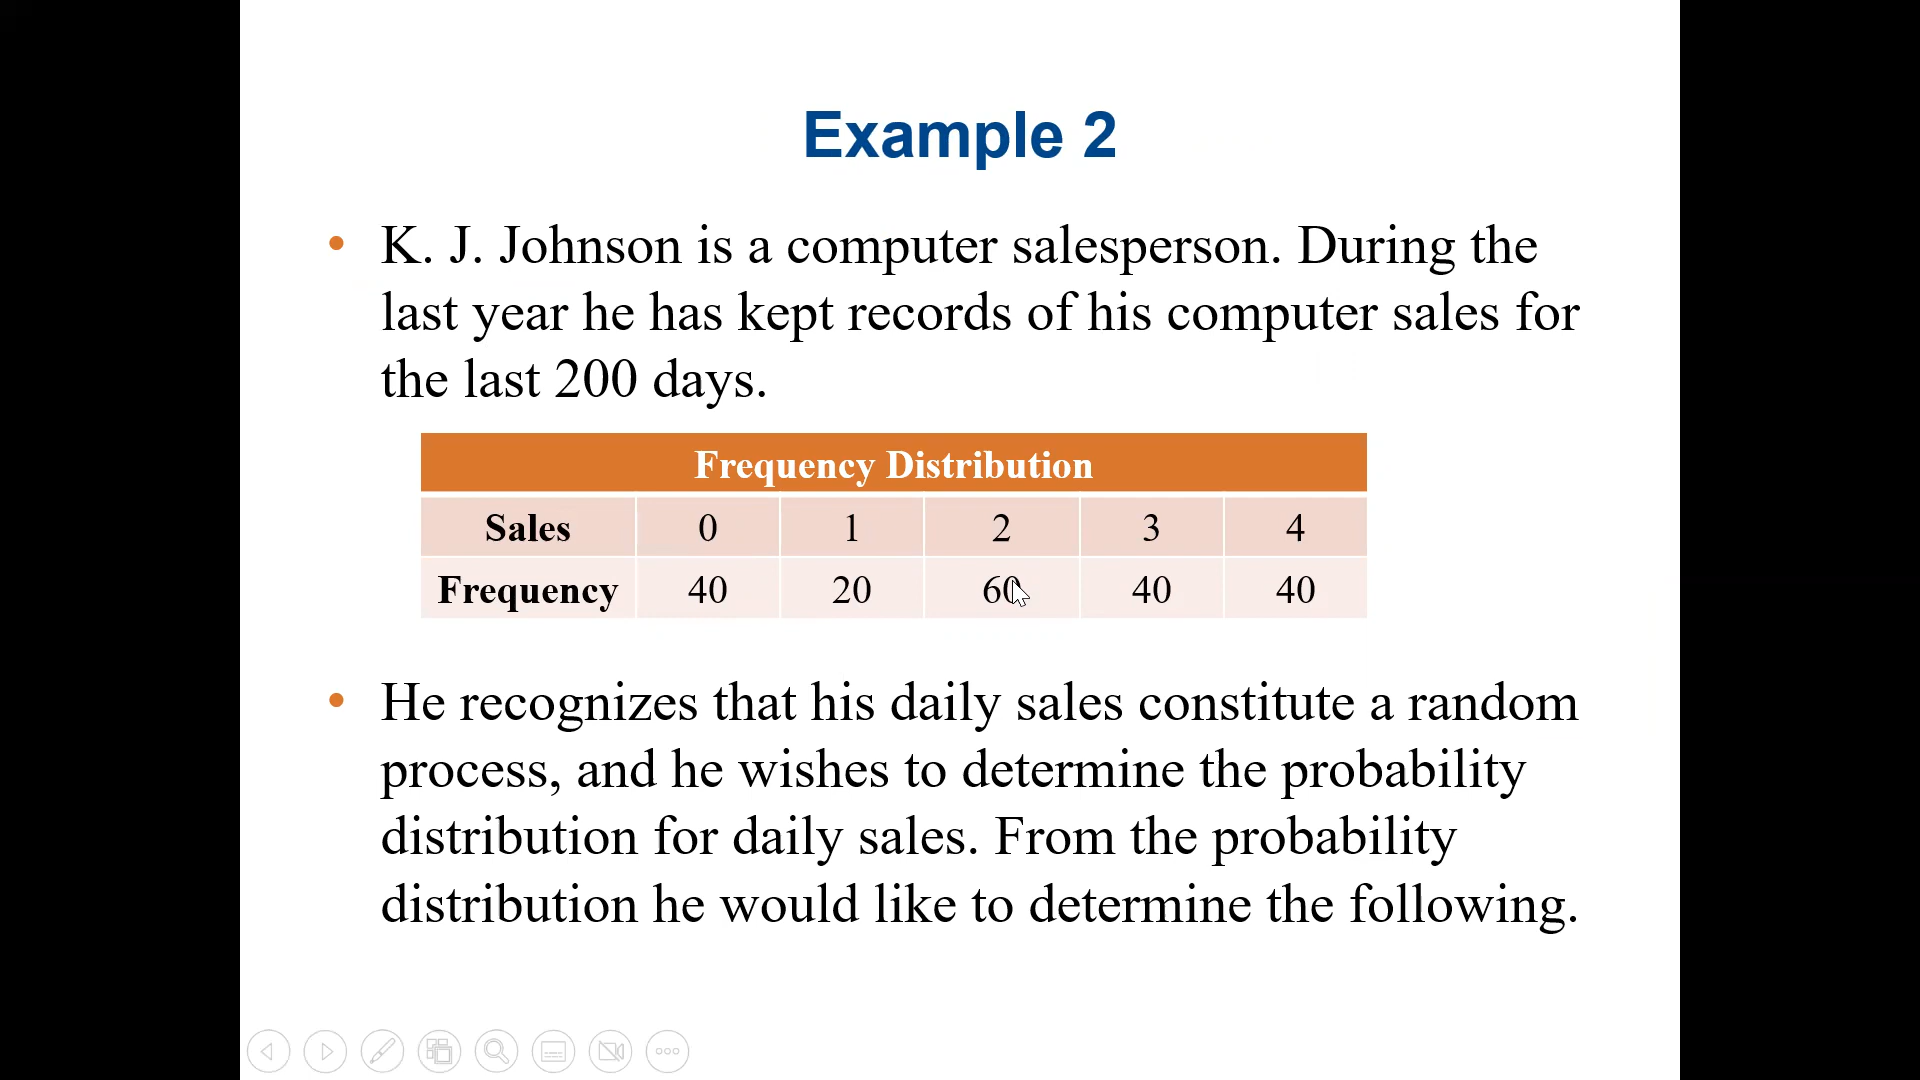 Example 2
• K. J. Johnson is a computer salesperson. During the
last year he has kept records of his computer sales for
the last 200 days.
Frequency Distribution
Sales 0 1 2 3 4
Frequency 40 20 60 40 40
• He recognizes that his daily sales constitute a random
process, and he wishes to determine the probability
distribution for daily sales. From the probability
distribution he would like to determine the following.